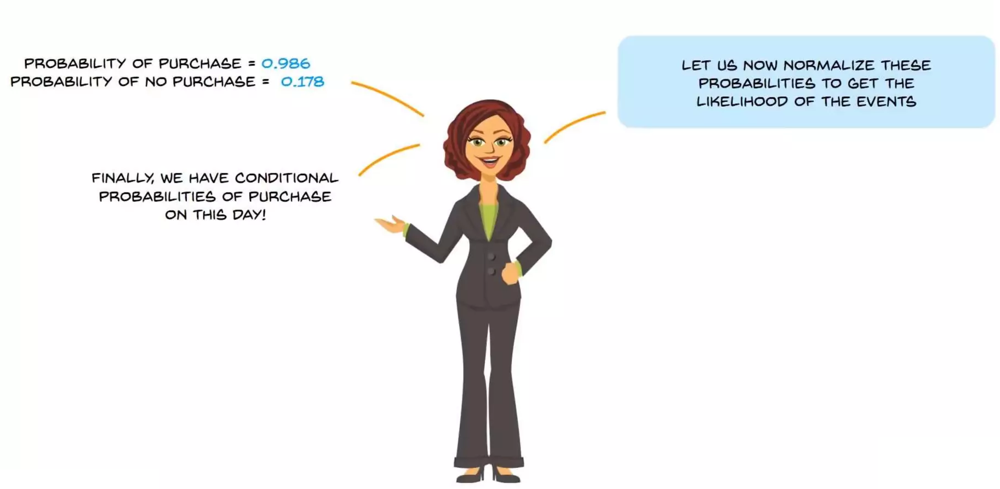 PROBABILITY OF PURCHASE = 0.986
PROBABILITY OF NO PURCHASE = 0.178
FINALLY, WE HAVE CONDITIONAL
PROBABILITIES OF PURCHASE
ON THIS DAY!
LET US NOW NORMALIZE THESE
PROBABILITIES TO GET THE
LIKELIHOOD OF THE EVENTS